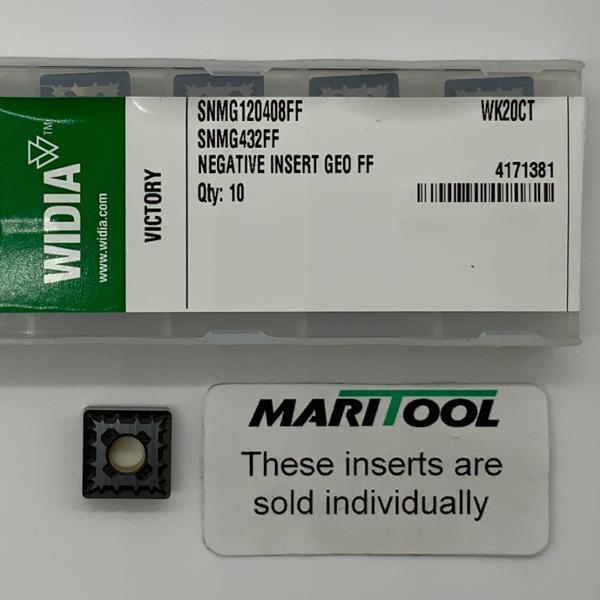 WIDIA™
www.widia.com
VICTORY
SNMG120408FF
WK20CT
SNMG432FF
NEGATIVE INSERT GEO FF
4171381
Qty: 10
MARITOOL
These inserts are
sold individually